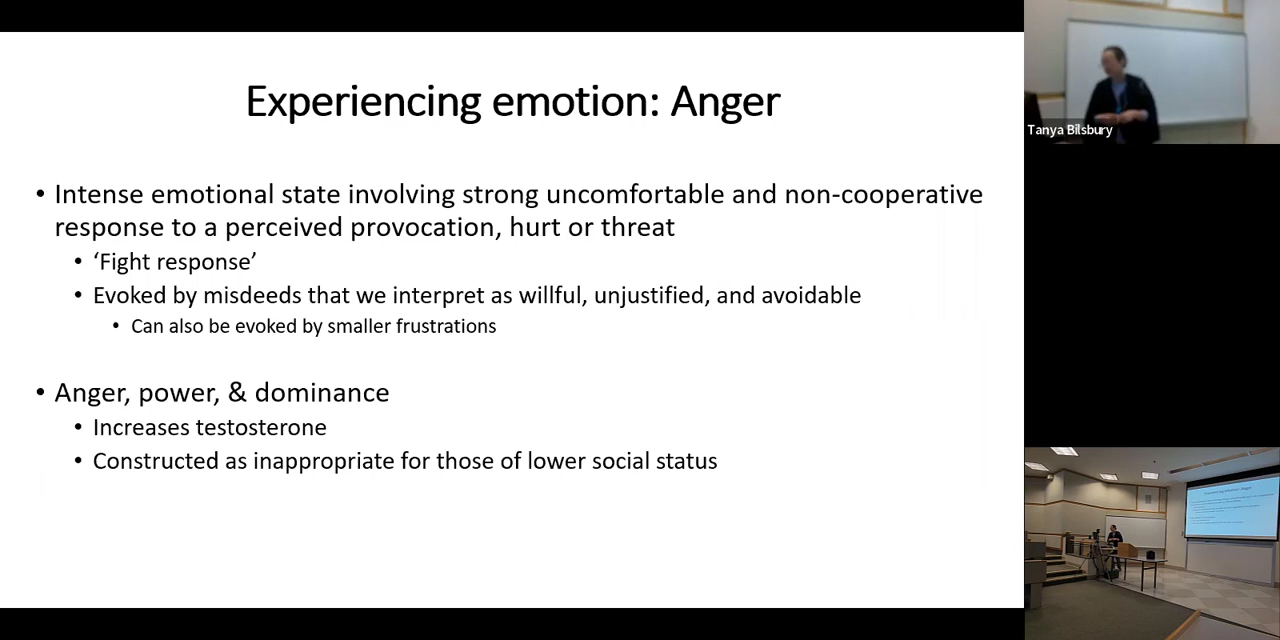 Experiencing emotion: Anger
• Intense emotional state involving strong uncomfortable and non-cooperative
response to a perceived provocation, hurt or threat
• ‘Fight response’
• Evoked by misdeeds that we interpret as willful, unjustified, and avoidable
• Can also be evoked by smaller frustrations
• Anger, power, & dominance
• Increases testosterone
• Constructed as inappropriate for those of lower social status
Tanya Bilsbury